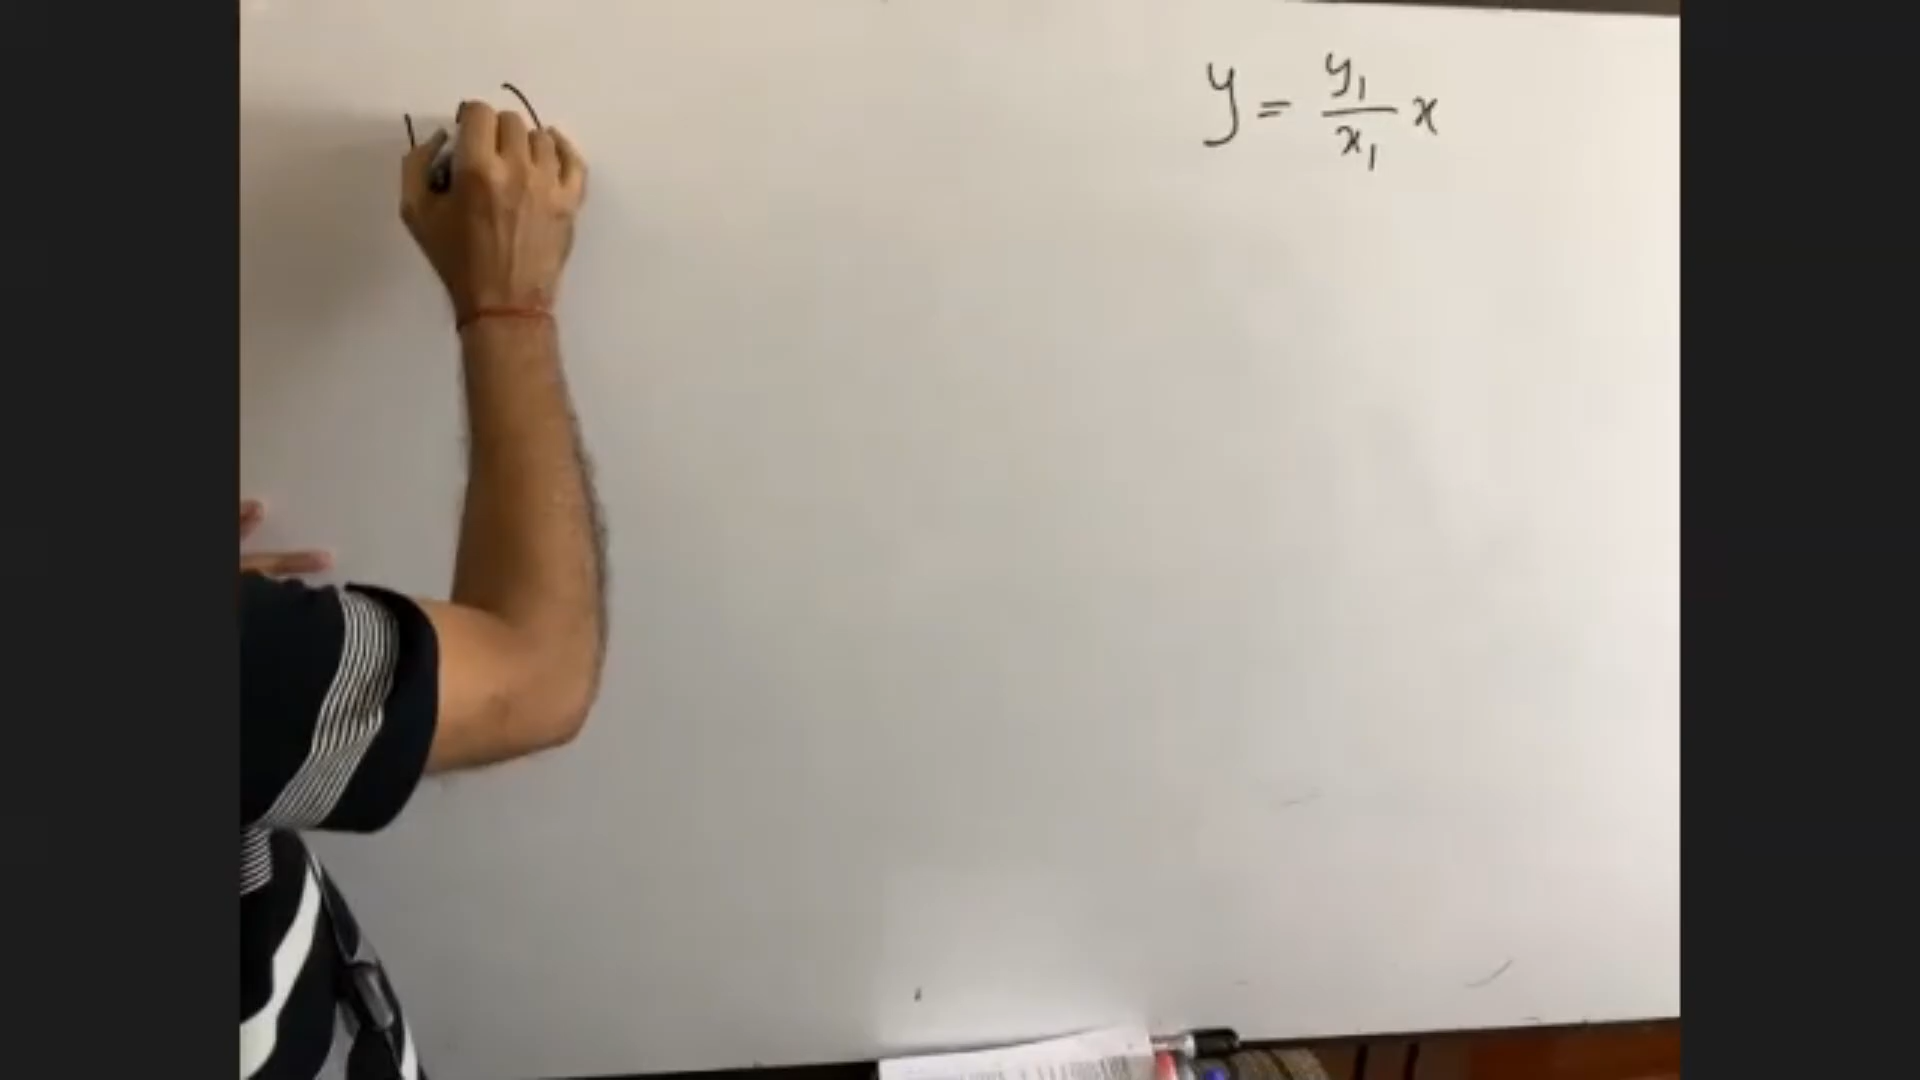 y = y₁/x₁ x